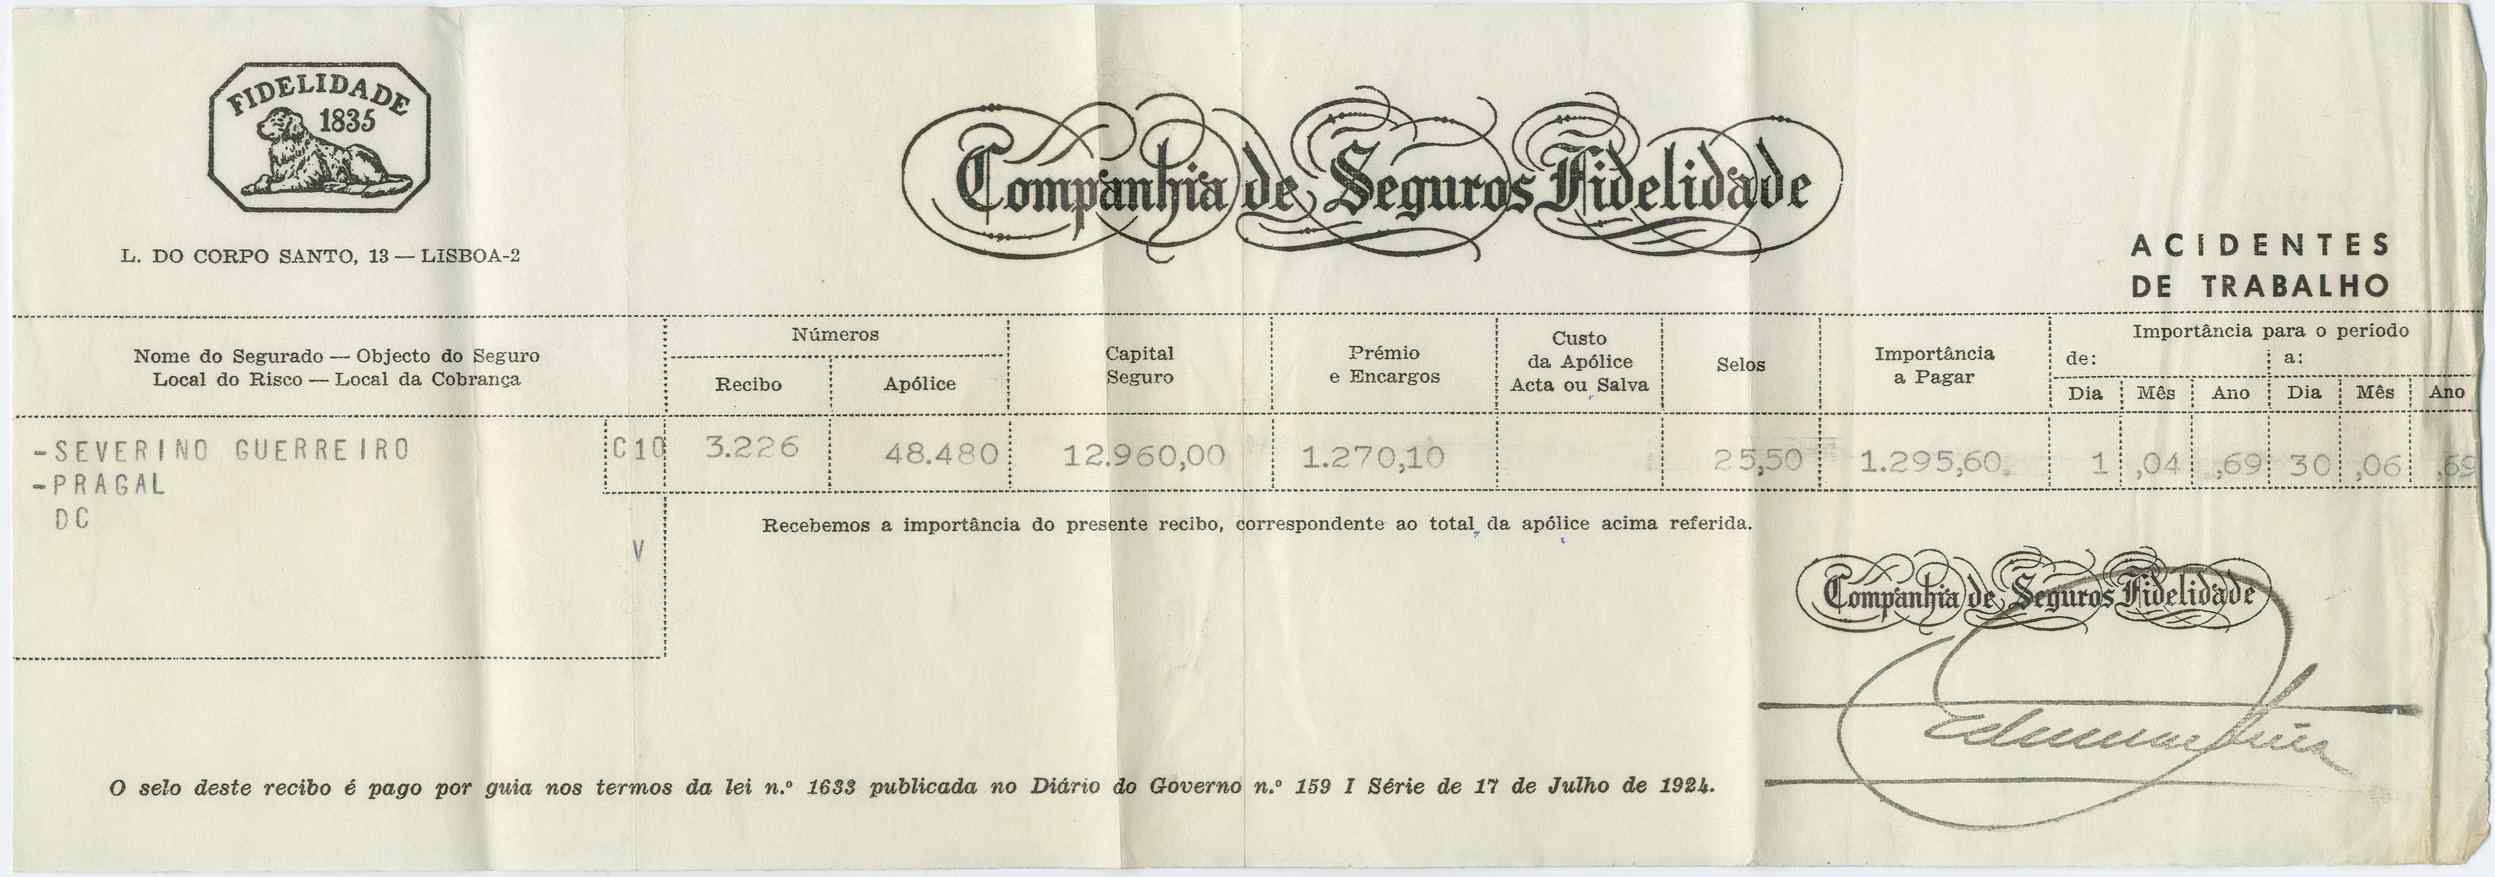 FIDELIDADE
1835
L. DO CORPO SANTO, 13 — LISBOA-2
Companhia de Seguros Fidelidade
ACIDENTES
DE TRABALHO
Nome do Segurado — Objecto do Seguro
Local do Risco — Local da Cobrança
Números
Recibo
Apólice
Capital
Seguro
Prémio
e Encargos
Custo
da Apólice
Acta ou Salva
Selos
Importância
a Pagar
Importância para o período
de: a:
Dia Mês Ano Dia Mês Ano
-SEVERINO GUERREIRO C10 3.226 48.480 12.960,00 1.270,10 25,50 1.295,60 1 ,04 ,69 30 ,06 ,69
-PRAGAL
DC
V
Recebemos a importância do presente recibo, correspondente ao total da apólice acima referida.
Companhia de Seguros Fidelidade
O selo deste recibo é pago por guia nos termos da lei n.º 1633 publicada no Diário do Governo n.º 159 I Série de 17 de Julho de 1924.